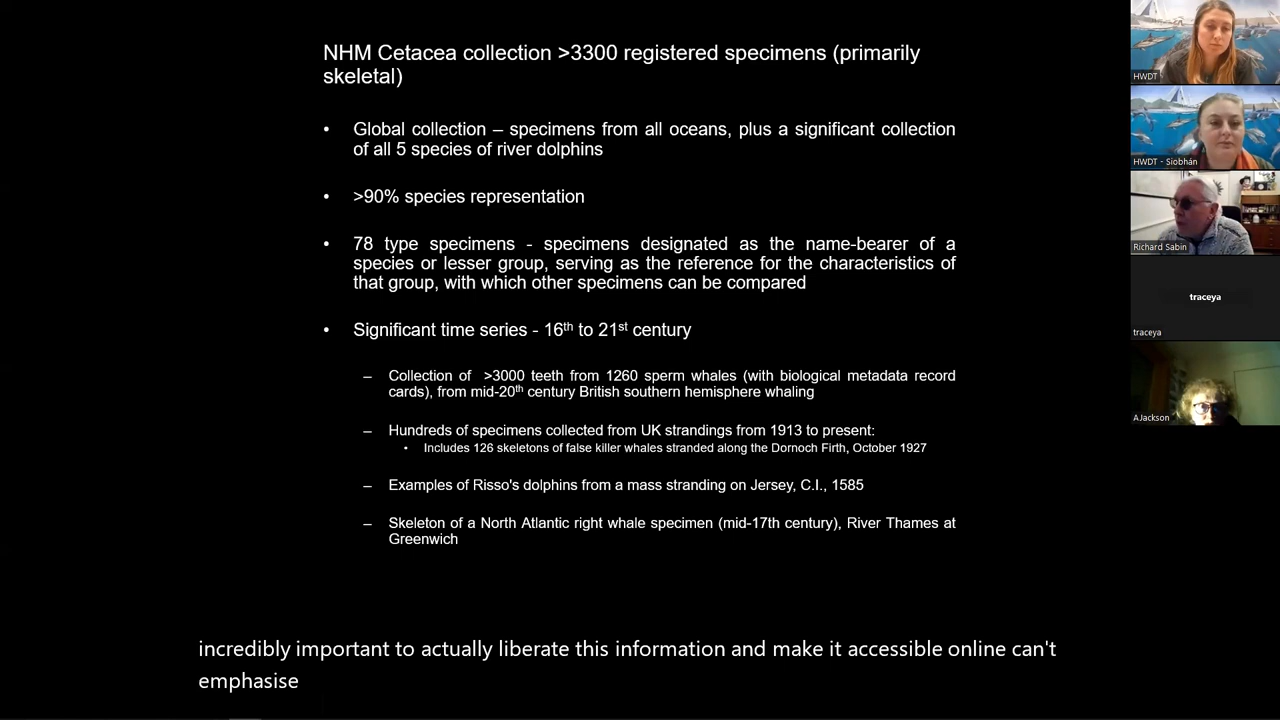 NHM Cetacea collection >3300 registered specimens (primarily
skeletal)
• Global collection – specimens from all oceans, plus a significant collection
of all 5 species of river dolphins
• >90% species representation
• 78 type specimens - specimens designated as the name-bearer of a
species or lesser group, serving as the reference for the characteristics of
that group, with which other specimens can be compared
• Significant time series - 16th to 21st century
– Collection of >3000 teeth from 1260 sperm whales (with biological metadata record
cards), from mid-20th century British southern hemisphere whaling
– Hundreds of specimens collected from UK strandings from 1913 to present:
• Includes 126 skeletons of false killer whales stranded along the Dornoch Firth, October 1927
– Examples of Risso's dolphins from a mass stranding on Jersey, C.I., 1585
– Skeleton of a North Atlantic right whale specimen (mid-17th century), River Thames at
Greenwich
incredibly important to actually liberate this information and make it accessible online can't
emphasise
HWDT
HWDT - Siobhán
Richard Sabin
traceya
traceya
AJackson